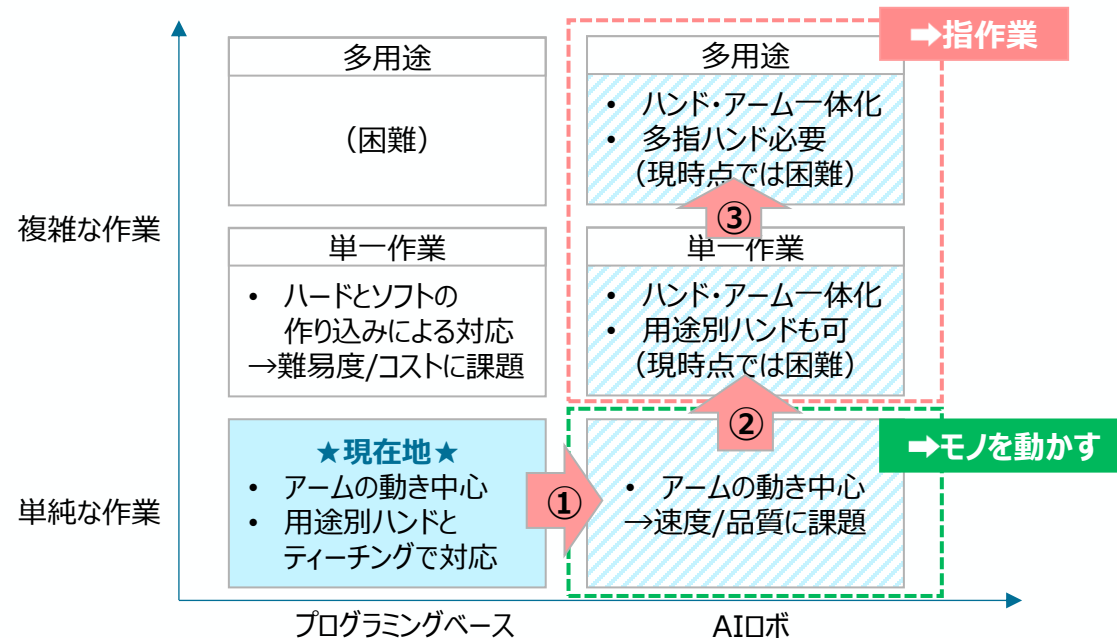 ➡指作業
多用途
(困難)
多用途
• ハンド・アーム一体化
• 多指ハンド必要
(現時点では困難)
③
複雑な作業
単一作業
• ハードとソフトの
作り込みによる対応
→難易度/コストに課題
単一作業
• ハンド・アーム一体化
• 用途別ハンドも可
(現時点では困難)
②
➡モノを動かす
単純な作業
★現在地★
• アームの動き中心
• 用途別ハンドと
ティーチングで対応
①
• アームの動き中心
→速度/品質に課題
プログラミングベース
AIロボ